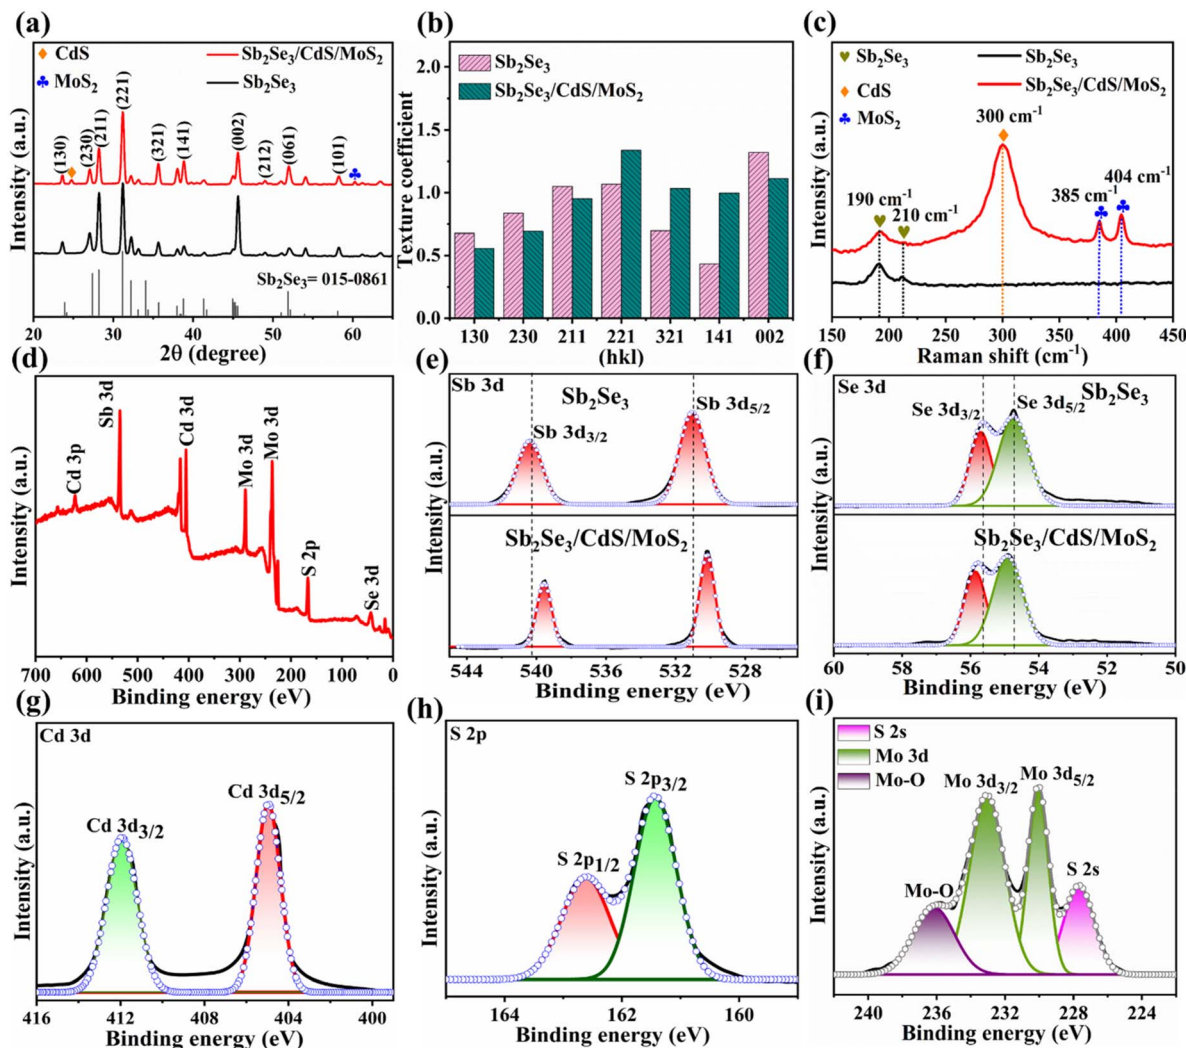 (a)
CdS
MoS₂
Sb₂Se₃/CdS/MoS₂
Sb₂Se₃
(130)
(230)
(211)
(221)
(321)
(141)
(002)
(212)
(061)
(101)
Sb₂Se₃= 015-0861
Intensity (a.u.)
20 30 40 50 60
2θ (degree)
(b)
Sb₂Se₃
Sb₂Se₃/CdS/MoS₂
Texture coefficient
2.0
1.5
1.0
0.5
0.0
130 230 211 221 321 141 002
(hkl)
(c)
Sb₂Se₃
CdS
MoS₂
Sb₂Se₃
Sb₂Se₃/CdS/MoS₂
300 cm⁻¹
190 cm⁻¹
210 cm⁻¹
385 cm⁻¹
404 cm⁻¹
Intensity (a.u.)
150 200 250 300 350 400 450
Raman shift (cm⁻¹)
(d)
Cd 3p
Sb 3d
Cd 3d
Mo 3d
Mo 3d
S 2p
Se 3d
Intensity (a.u.)
700 600 500 400 300 200 100 0
Binding energy (eV)
(e)
Sb 3d
Sb₂Se₃
Sb 3d₃/₂
Sb 3d₅/₂
Sb₂Se₃/CdS/MoS₂
Intensity (a.u.)
544 540 536 532 528
Binding energy (eV)
(f)
Se 3d
Se 3d₃/₂
Se 3d₅/₂
Sb₂Se₃
Sb₂Se₃/CdS/MoS₂
Intensity (a.u.)
60 58 56 54 52 50
Binding energy (eV)
(g)
Cd 3d
Cd 3d₃/₂
Cd 3d₅/₂
Intensity (a.u.)
416 412 408 404 400
Binding energy (eV)
(h)
S 2p
S 2p₁/₂
S 2p₃/₂
Intensity (a.u.)
164 162 160
Binding energy (eV)
(i)
S 2s
Mo 3d
Mo-O
Mo-O
Mo 3d₃/₂
Mo 3d₅/₂
S 2s
Intensity (a.u.)
240 236 232 228 224
Binding energy (eV)